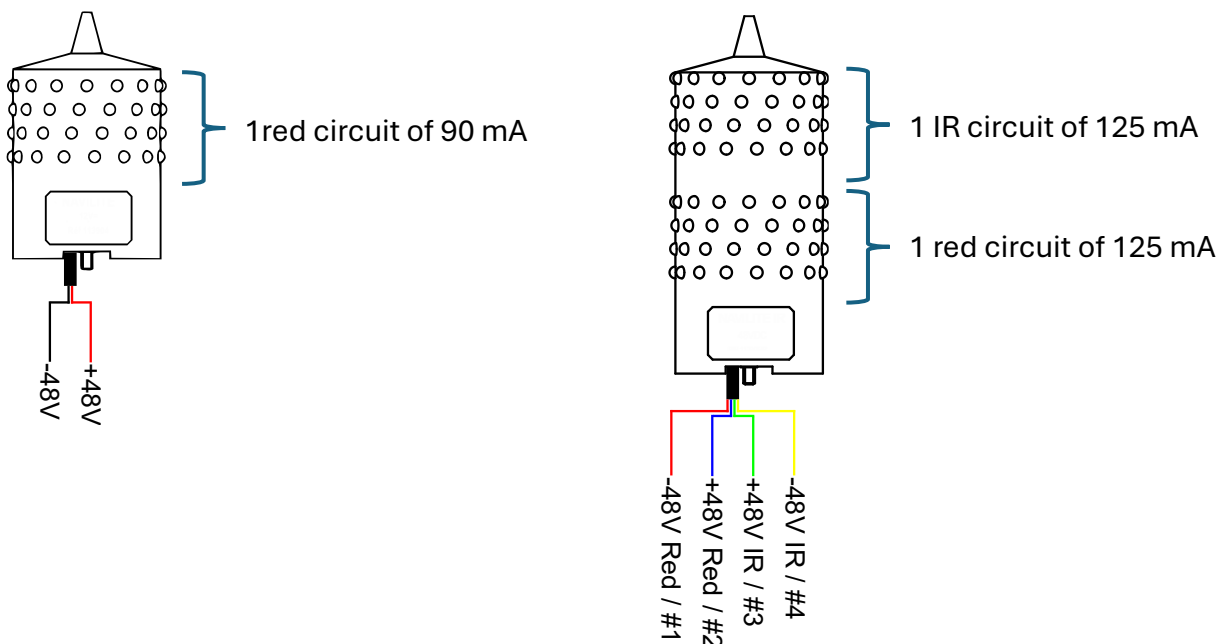 1red circuit of 90 mA
-48V
+48V
1 IR circuit of 125 mA
1 red circuit of 125 mA
-48V Red / #1
+48V Red / #2
+48V IR / #3
-48V IR / #4